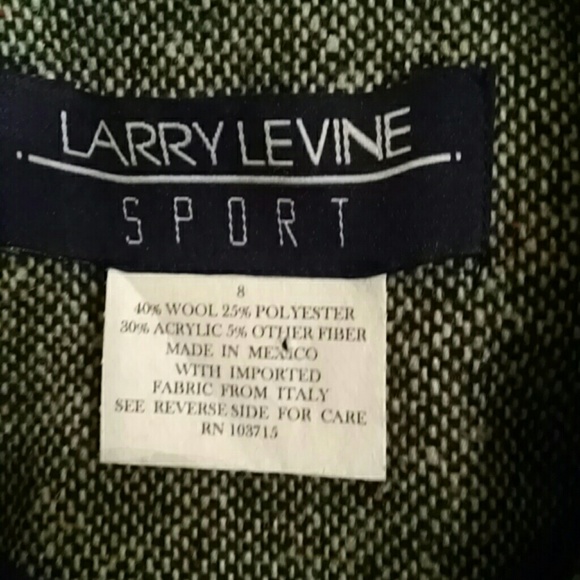 LARRY LEVINE
SPORT
8
40% WOOL 25% POLYESTER
30% ACRYLIC 5% OTHER FIBER
MADE IN MEXICO
WITH IMPORTED
FABRIC FROM ITALY
SEE REVERSE SIDE FOR CARE
RN 103715